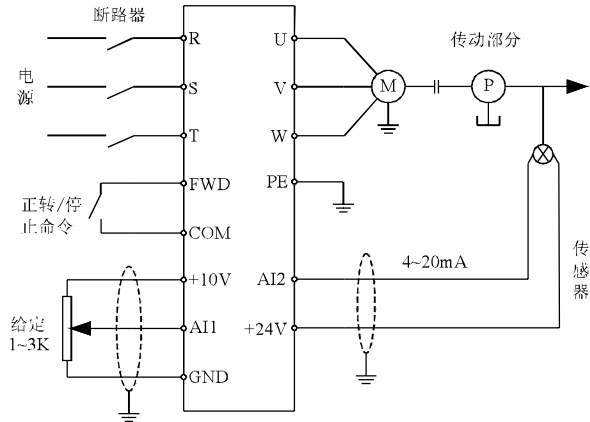 断路器
电
源
R
S
T
正转/停
止命令
FWD
COM
给定
1~3K
+10V
AI1
GND
U
V
W
PE
AI2
+24V
M
P
传动部分
4~20mA
传
感
器